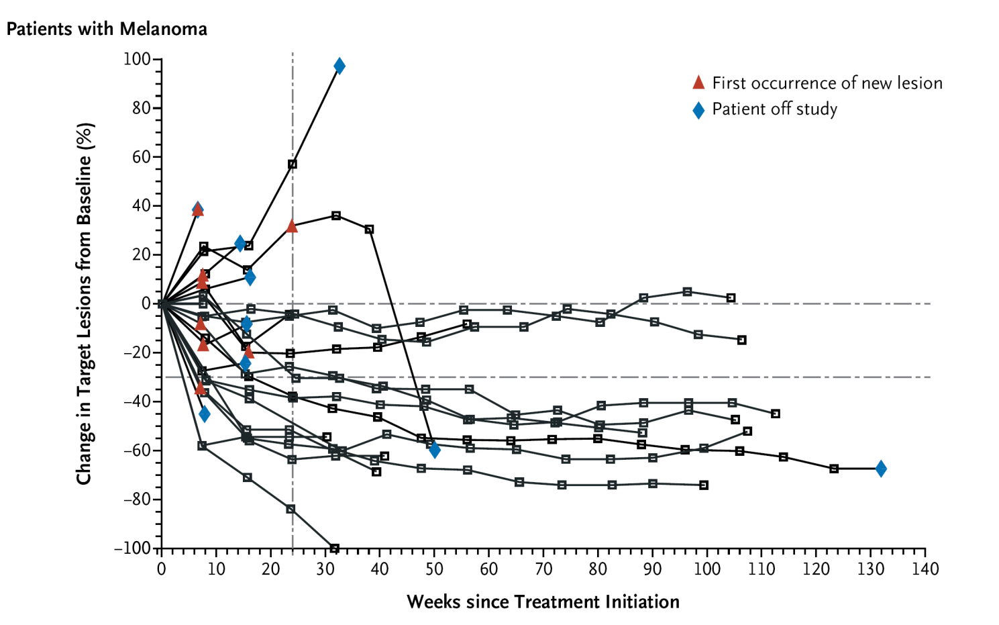 Patients with Melanoma
100
80
60
40
20
0
–20
–40
–60
–80
–100
Change in Target Lesions from Baseline (%)
First occurrence of new lesion
Patient off study
0 10 20 30 40 50 60 70 80 90 100 110 120 130 140
Weeks since Treatment Initiation